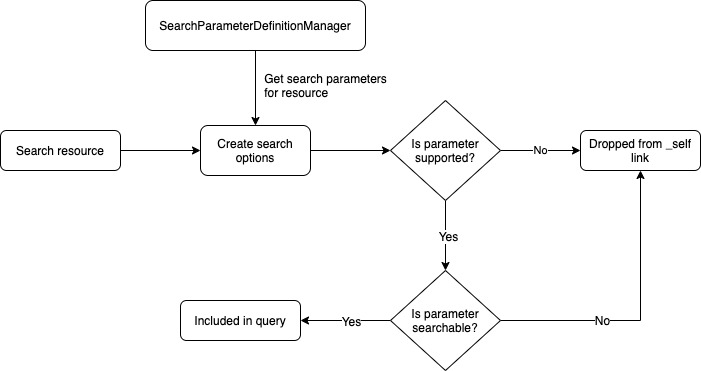 SearchParameterDefinitionManager
Get search parameters
for resource
Search resource
Create search
options
Is parameter
supported?
No
Dropped from _self
link
Yes
Included in query
Yes
Is parameter
searchable?
No